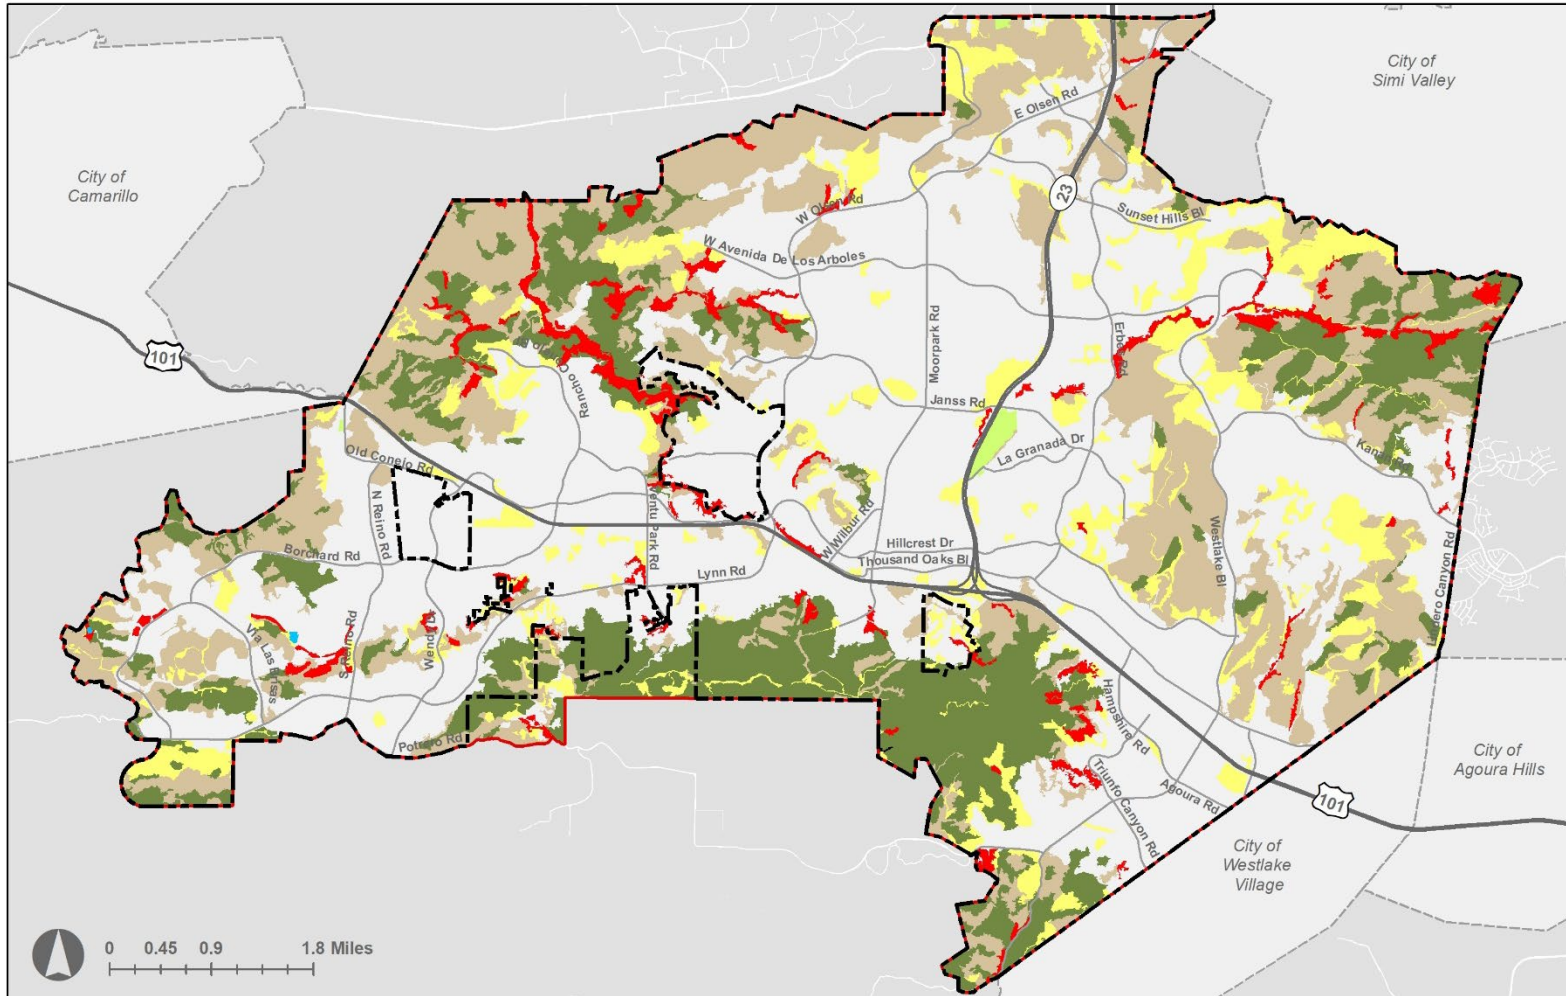 City of
Simi Valley
City of
Camarillo
E Olsen Rd
23
Sunset Hills Bl
W Olsen Rd
W Avenida De Los Arboles
Moorpark Rd
Erbes Rd
101
Rancho
Janss Rd
La Granada Dr
Kanan Rd
Old Conejo Rd
N Reino Rd
Ventu Park Rd
W Wilbur Rd
Westlake Bl
Hillcrest Dr
Thousand Oaks Bl
Borchard Rd
Lynn Rd
Lindero Canyon Rd
Via Las Brisas
S Reino Rd
Wendy Dr
Potrero Rd
Hampshire Rd
Triunfo Canyon Rd
Agoura Rd
City of
Agoura Hills
101
City of
Westlake
Village
0 0.45 0.9 1.8 Miles